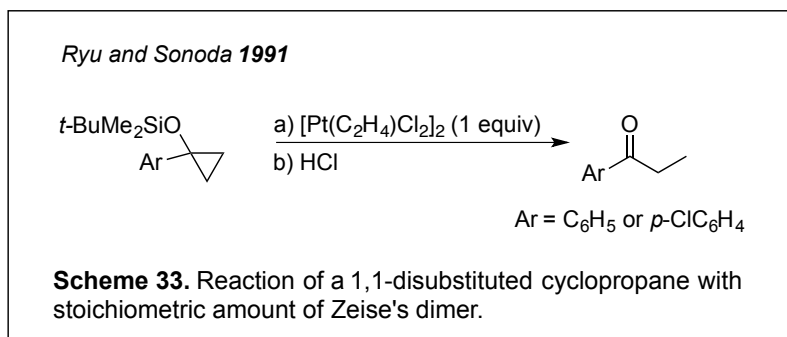 Ryu and Sonoda 1991
t-BuMe2SiO
Ar
a) [Pt(C2H4)Cl2]2 (1 equiv)
b) HCl
O
Ar
Ar = C6H5 or p-ClC6H4
Scheme 33. Reaction of a 1,1-disubstituted cyclopropane with
stoichiometric amount of Zeise's dimer.